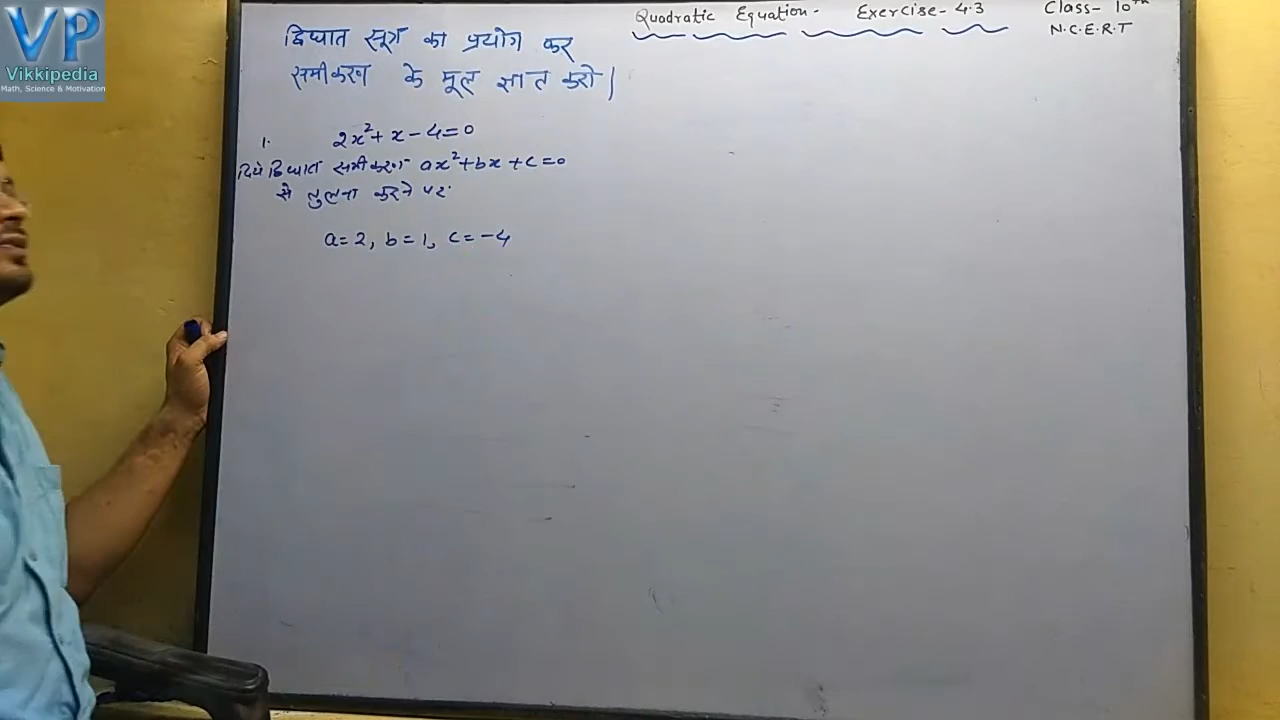 VP
Vikkipedia
Math, Science & Motivation
Quadratic Equation- Exercise-4.3 Class- 10th
N.C.E.R.T
द्विघात सूत्र का प्रयोग कर
समीकरण के मूल ज्ञात करो।
1. 2x²+x-4=0
दिये द्विघात समीकरण ax²+bx+c=0
से तुलना करने पर
a=2, b=1, c=-4